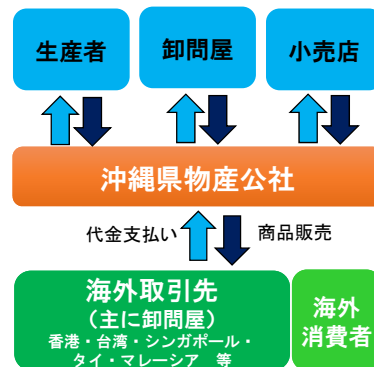 生産者
卸問屋
小売店
沖縄県物産公社
代金支払い
商品販売
海外取引先
（主に卸問屋）
香港・台湾・シンガポール・
タイ・マレーシア　等
海外
消費者